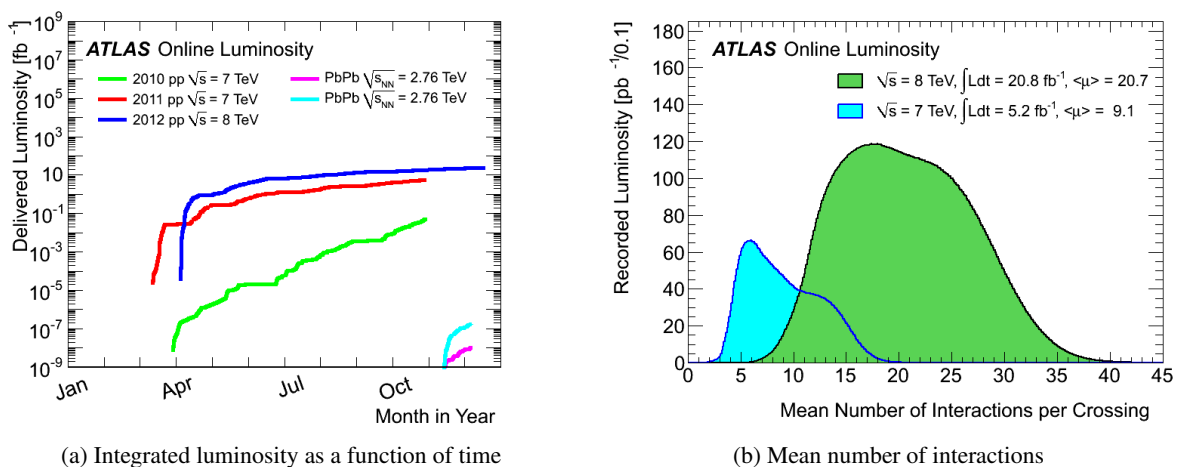 ATLAS Online Luminosity
2010 pp √s = 7 TeV
2011 pp √s = 7 TeV
2012 pp √s = 8 TeV
PbPb √sNN = 2.76 TeV
PbPb √sNN = 2.76 TeV
Delivered Luminosity [fb⁻¹]
10⁹
10⁷
10⁵
10³
10
10⁻¹
10⁻³
10⁻⁵
10⁻⁷
10⁻⁹
Jan Apr Jul Oct
Month in Year
(a) Integrated luminosity as a function of time
ATLAS Online Luminosity
√s = 8 TeV, ∫Ldt = 20.8 fb⁻¹, <μ> = 20.7
√s = 7 TeV, ∫Ldt = 5.2 fb⁻¹, <μ> = 9.1
Recorded Luminosity [pb⁻¹/0.1]
180
160
140
120
100
80
60
40
20
0
0 5 10 15 20 25 30 35 40 45
Mean Number of Interactions per Crossing
(b) Mean number of interactions